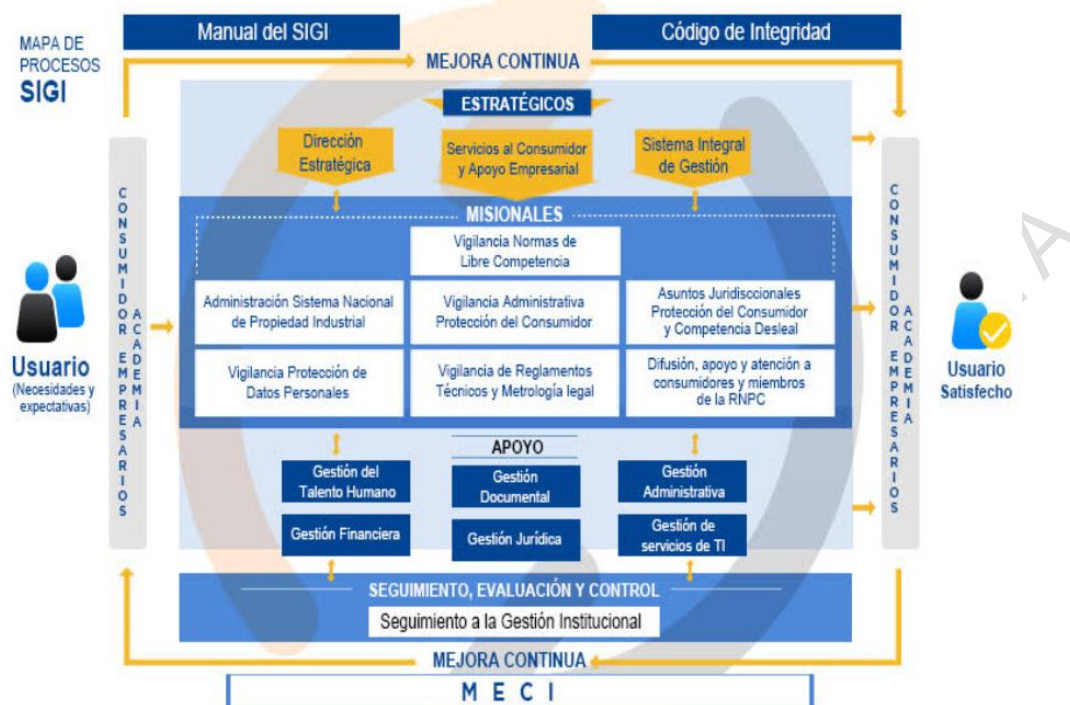 MAPA DE
PROCESOS
SIGI
Manual del SIGI
Código de Integridad
MEJORA CONTINUA
ESTRATÉGICOS
Dirección
Estratégica
Servicios al Consumidor
y Apoyo Empresarial
Sistema Integral
de Gestión
MISIONALES
Vigilancia Normas de
Libre Competencia
Administración Sistema Nacional
de Propiedad Industrial
Vigilancia Administrativa
Protección del Consumidor
Asuntos Juridisccionales
Protección del Consumidor
y Competencia Desleal
Vigilancia Protección de
Datos Personales
Vigilancia de Reglamentos
Técnicos y Metrología legal
Difusión, apoyo y atención a
consumidores y miembros
de la RNPC
Usuario
(Necesidades y
expectativas)
CONSUMIDOR EMPRESARIOS
ACADEMIA
APOYO
Gestión del
Talento Humano
Gestión
Documental
Gestión
Administrativa
Gestión Financiera
Gestión Jurídica
Gestión de
servicios de TI
SEGUIMIENTO, EVALUACIÓN Y CONTROL
Seguimiento a la Gestión Institucional
MEJORA CONTINUA
MECI
CONSUMIDOR EMPRESARIOS
ACADEMIA
Usuario
Satisfecho
A